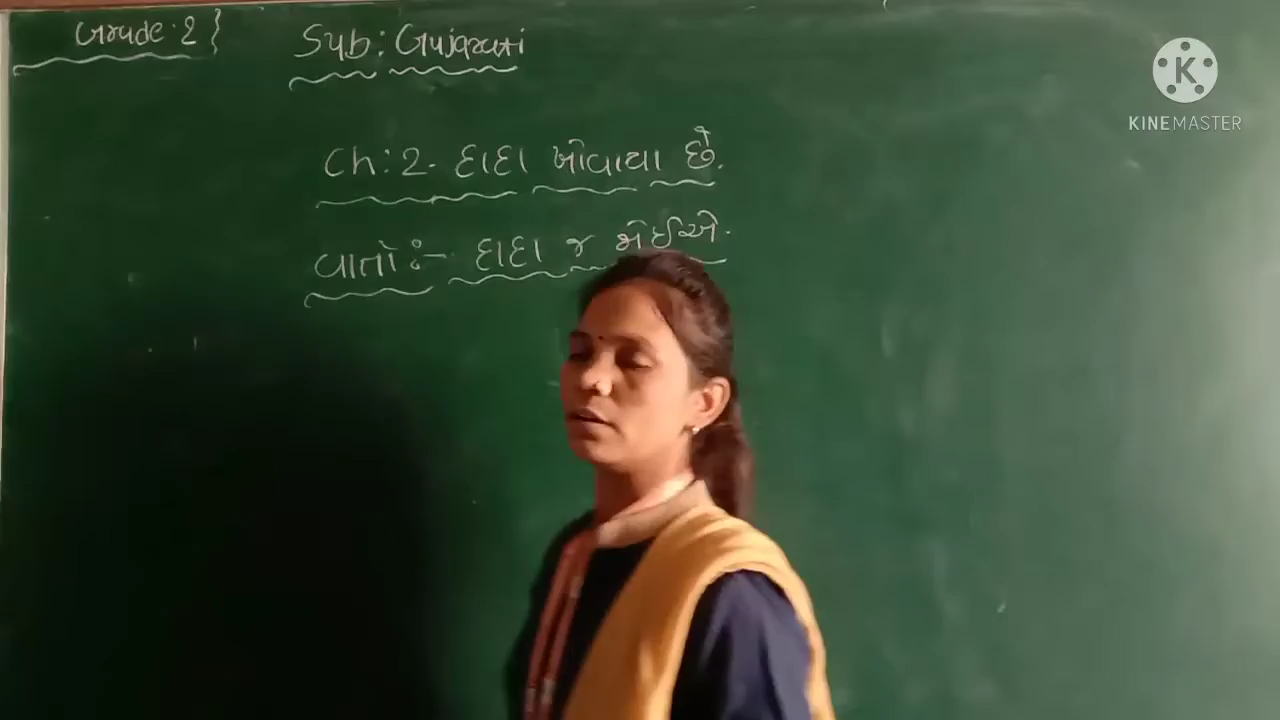 Grade-2}
Sub: Gujarati
Ch:2- દાદા ખોવાયા છે.
વાર્તા :- દાદા જ જોઈએ.
KINEMASTER